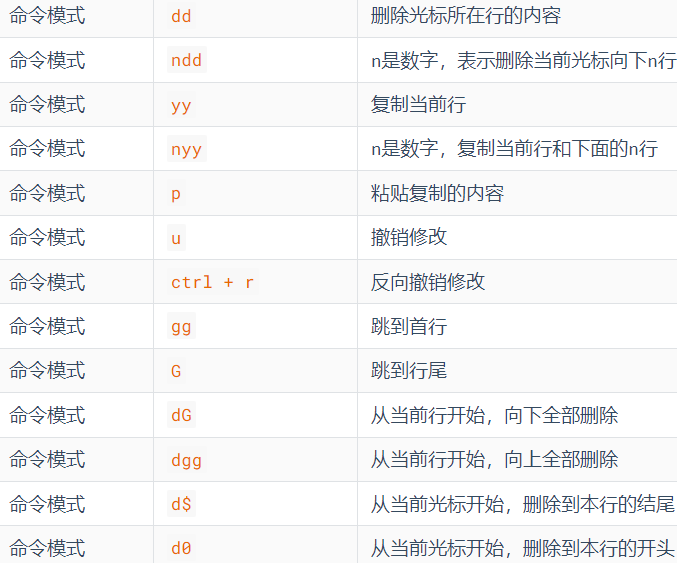 命令模式 dd 删除光标所在行的内容
命令模式 ndd n是数字，表示删除当前光标向下n行
命令模式 yy 复制当前行
命令模式 nyy n是数字，复制当前行和下面的n行
命令模式 p 粘贴复制的内容
命令模式 u 撤销修改
命令模式 ctrl + r 反向撤销修改
命令模式 gg 跳到首行
命令模式 G 跳到行尾
命令模式 dG 从当前行开始，向下全部删除
命令模式 dgg 从当前行开始，向上全部删除
命令模式 d$ 从当前光标开始，删除到本行的结尾
命令模式 d0 从当前光标开始，删除到本行的开头